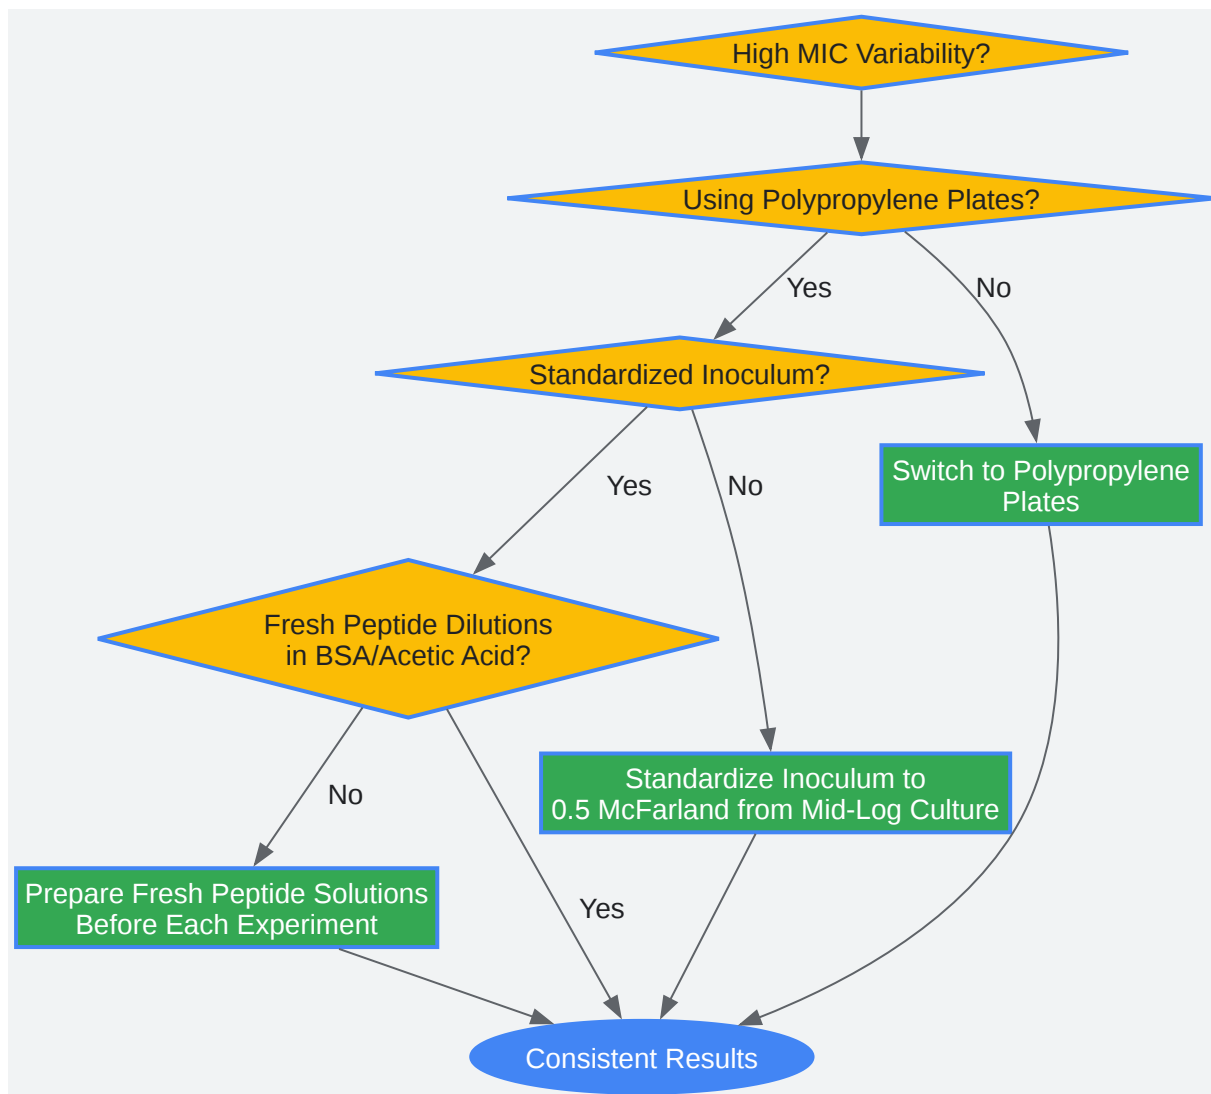 High MIC Variability?
Using Polypropylene Plates?
Yes
No
Standardized Inoculum?
Switch to Polypropylene
Plates
Yes
No
Fresh Peptide Dilutions
in BSA/Acetic Acid?
Standardize Inoculum to
0.5 McFarland from Mid-Log Culture
No
Prepare Fresh Peptide Solutions
Before Each Experiment
Yes
Consistent Results